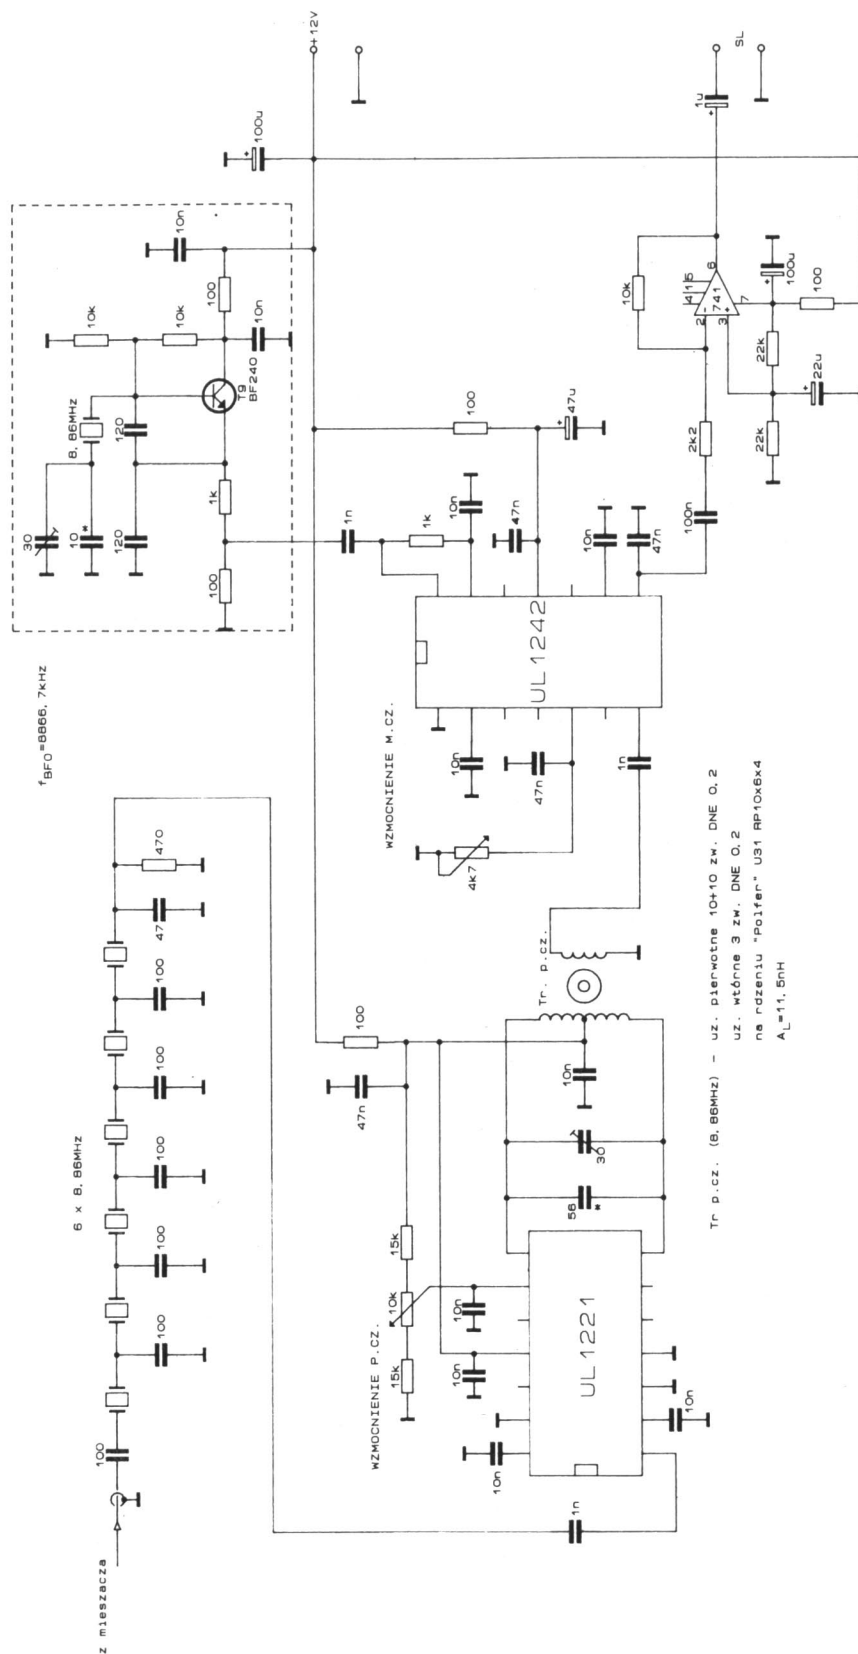 z mieszacza
100
6 x 8,86MHz
100
100
100
100
100
47
470
fBFO=8866,7kHz
30
10*
120
8,86MHz
120
10k
10k
1k
100
T9
BF240
100
10n
10n
100u
+
+12V
1n
10n
10n
WZMOCNIENIE P.CZ.
15k
10k
15k
10n
10n
UL1221
47n
100
56
*
30
10n
Tr. p.cz.
WZMOCNIENIE M.CZ.
4k7
10n
47n
1n
UL1242
1n
1k
10n
47n
100
+
47u
10n
47n
100n
2k2
10k
2
3
4
1
5
6
7
-
+
741
22k
22k
+
22u
+
100u
100
+
1u
SL
Tr p.cz. (8,86MHz) - uz. pierwotne 10+10 zw. DNE 0,2
uz. wtórne 3 zw. DNE 0,2
na rdzeniu "Polfer" U31 RP10x6x4
AL=11,5nH
10n